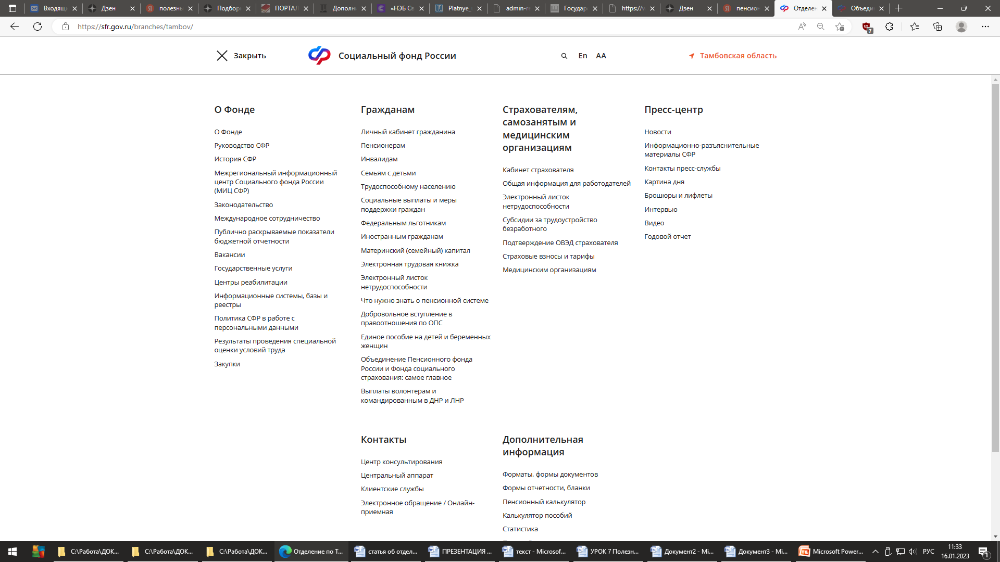 Входящи
Дзен
полезны
Подбор
ПОРТАЛ
Дополни
«НЭБ Св
Platnye_
admin-re
Государ
https://w
Дзен
пенсион
Отделен
Объеди
https://sfr.gov.ru/branches/tambov/
7
Закрыть
Социальный фонд России
En
AA
Тамбовская область
О Фонде
О Фонде
Руководство СФР
История СФР
Межрегиональный информационный
центр Социального фонда России
(МИЦ СФР)
Законодательство
Международное сотрудничество
Публично раскрываемые показатели
бюджетной отчетности
Вакансии
Государственные услуги
Центры реабилитации
Информационные системы, базы и
реестры
Политика СФР в работе с
персональными данными
Результаты проведения специальной
оценки условий труда
Закупки
Гражданам
Личный кабинет гражданина
Пенсионерам
Инвалидам
Семьям с детьми
Трудоспособному населению
Социальные выплаты и меры
поддержки граждан
Федеральным льготникам
Иностранным гражданам
Материнский (семейный) капитал
Электронная трудовая книжка
Электронный листок
нетрудоспособности
Что нужно знать о пенсионной системе
Добровольное вступление в
правоотношения по ОПС
Единое пособие на детей и беременных
женщин
Объединение Пенсионного фонда
России и Фонда социального
страхования: самое главное
Выплаты волонтерам и
командированным в ДНР и ЛНР
Страхователям,
самозанятым и
медицинским
организациям
Кабинет страхователя
Общая информация для работодателей
Электронный листок
нетрудоспособности
Субсидии за трудоустройство
безработного
Подтверждение ОВЭД страхователя
Страховые взносы и тарифы
Медицинским организациям
Пресс-центр
Новости
Информационно-разъяснительные
материалы СФР
Контакты пресс-службы
Картина дня
Брошюры и лифлеты
Интервью
Видео
Годовой отчет
Контакты
Центр консультирования
Центральный аппарат
Клиентские службы
Электронное обращение / Онлайн-
приемная
Дополнительная
информация
Форматы, формы документов
Формы отчетности, бланки
Пенсионный калькулятор
Калькулятор пособий
Статистика
C:\Работа\ДОК...
C:\Работа\ДОК...
C:\Работа\ДОК...
Отделение по Т...
статья об отдел...
ПРЕЗЕНТАЦИЯ ...
текст - Microsof...
УРОК 7 Полезн...
Документ2 - Mi...
Документ3 - Mi...
Microsoft Power...
РУС
11:33
16.01.2023
1